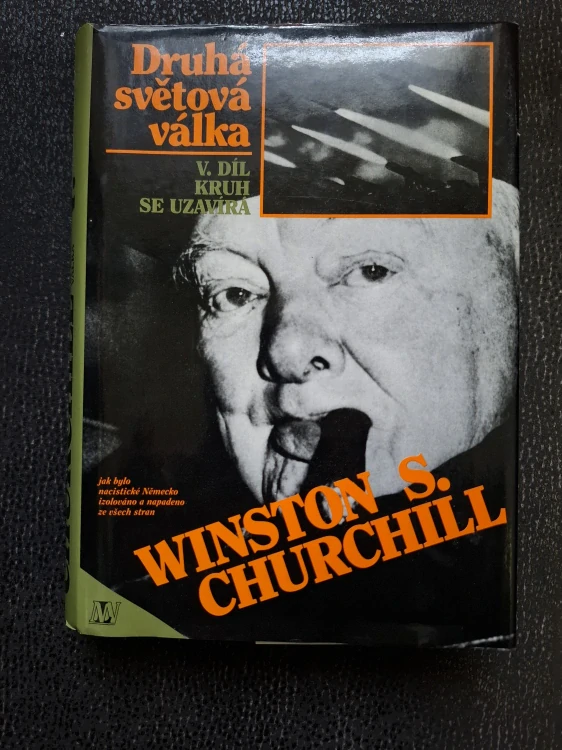 Druhá
světová
válka
V. DÍL
KRUH
SE UZAVÍRÁ
jak bylo
nacistické Německo
izolováno a napadeno
ze všech stran
WINSTON S.
CHURCHILL